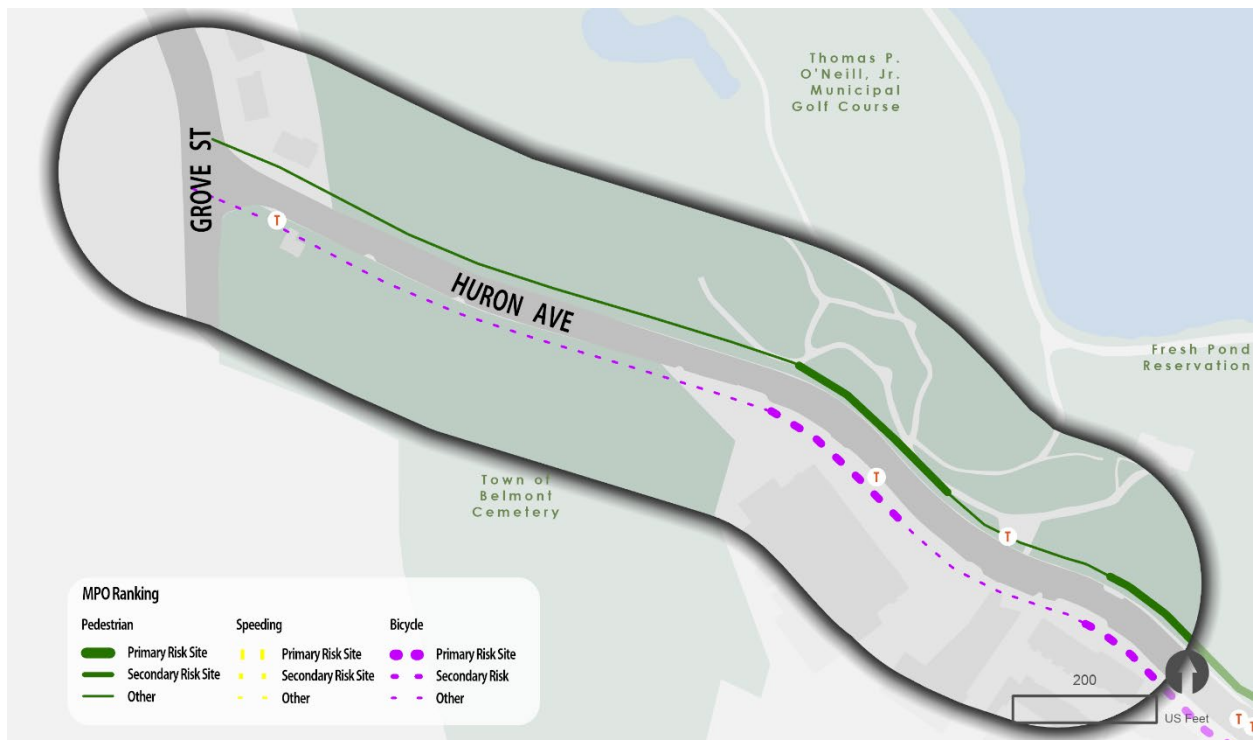 Thomas P.
O'Neill, Jr.
Municipal
Golf Course
GROVE ST
T
HURON AVE
Fresh Pond
Reservation
T
Town of
Belmont
Cemetery
T
MPO Ranking
Pedestrian
Speeding
Bicycle
Primary Risk Site
Primary Risk Site
Primary Risk Site
Secondary Risk Site
Secondary Risk Site
Secondary Risk
Other
Other
Other
200
US Feet
T
T